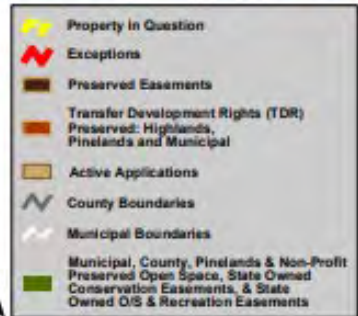 Property In Question
Exceptions
Preserved Easements
Transfer Development Rights (TDR)
Preserved: Highlands,
Pinelands and Municipal
Active Applications
County Boundaries
Municipal Boundaries
Municipal, County, Pinelands & Non-Profit
Preserved Open Space, State Owned
Conservation Easements, & State
Owned O/S & Recreation Easements